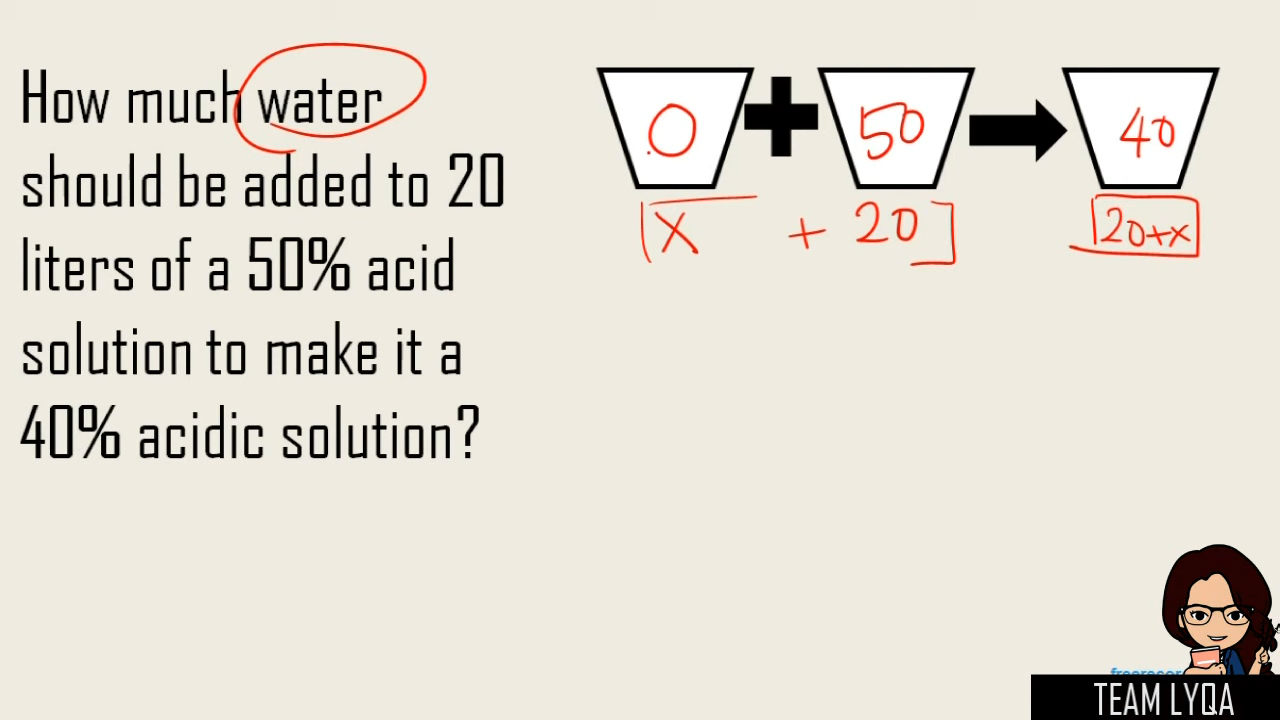 How much water
should be added to 20
liters of a 50% acid
solution to make it a
40% acidic solution?
0 + 50 40
x + 20 20+x
TEAM LYQA